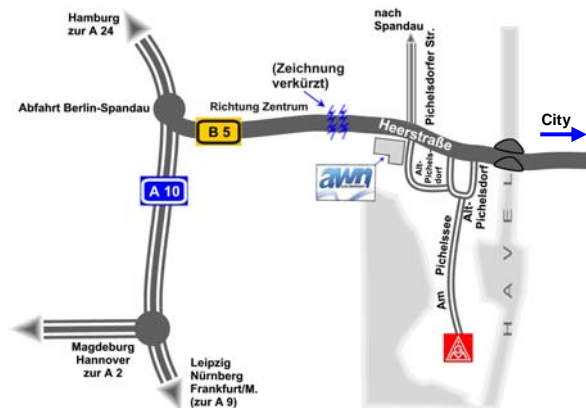 Hamburg
zur A 24
nach
Spandau
Pichelsdorfer Str.
(Zeichnung
verkürzt)
Abfahrt Berlin-Spandau
Richtung Zentrum
B 5
Heerstraße
City
awn
Alt-
Pichels
dorf
Alt-
Pichelsdorf
A 10
Am Pichelssee
HAVEL
Magdeburg
Hannover
zur A 2
Leipzig
Nürnberg
Frankfurt/M.
(zur A 9)